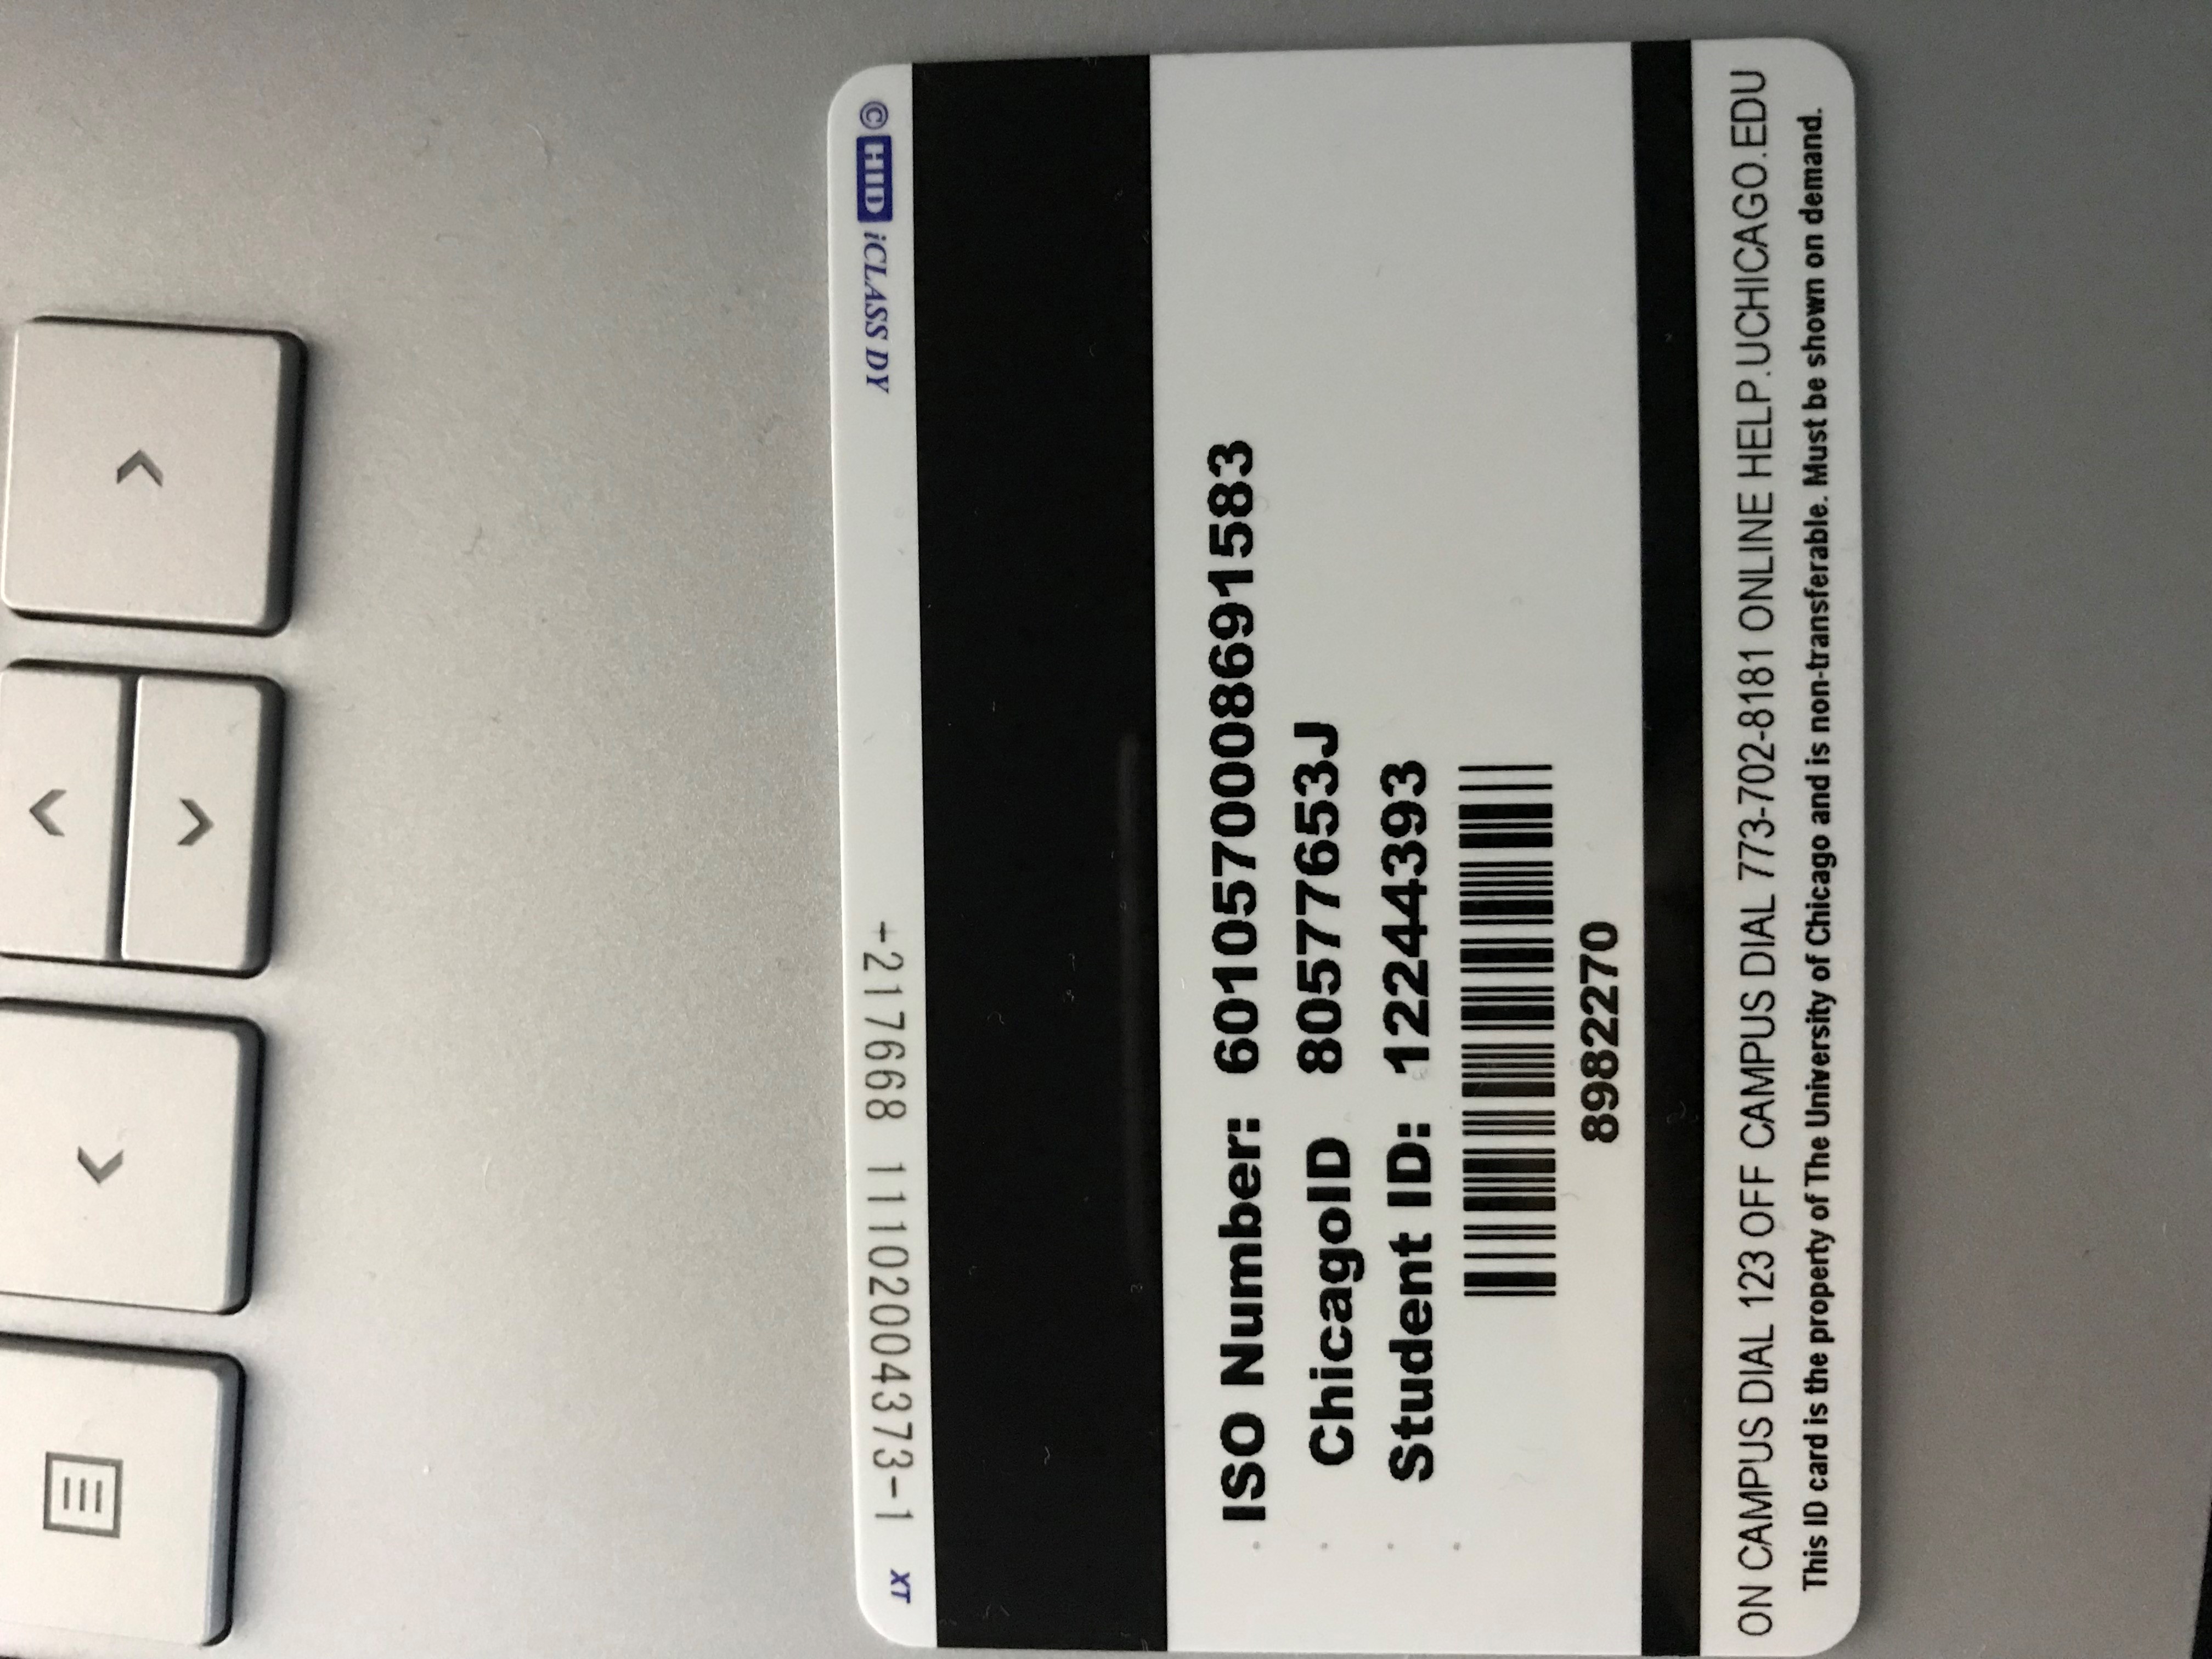 © HID iCLASS DY +217668 11102004373-1 XT
ISO Number: 6010570008691583
ChicagoID 80577653J
Student ID: 12244393
8982270
ON CAMPUS DIAL 123 OFF CAMPUS DIAL 773-702-8181 ONLINE HELP.UCHICAGO.EDU
This ID card is the property of The University of Chicago and is non-transferable. Must be shown on demand.